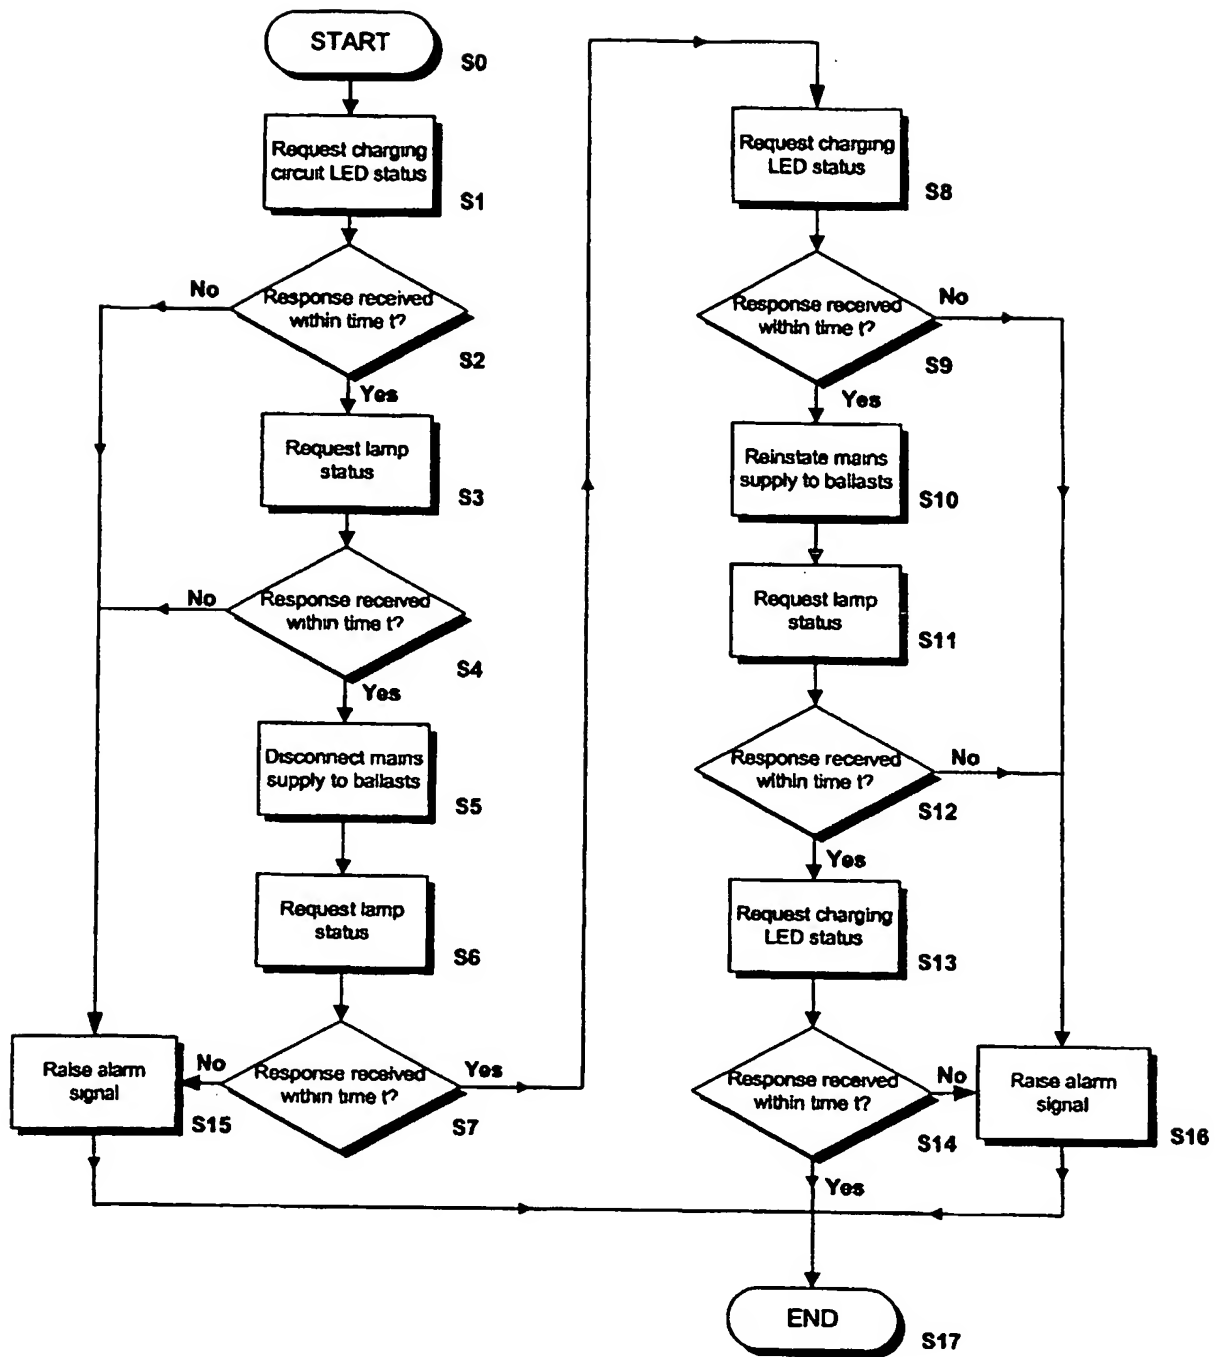 START
S0
Request charging
circuit LED status
S1
No
Response received
within time t?
S2
Yes
Request lamp
status
S3
No
Response received
within time t?
S4
Yes
Disconnect mains
supply to ballasts
S5
Request lamp
status
S6
Raise alarm
signal
S15
No
Response received
within time t?
Yes
S7
Request charging
LED status
S8
Response received
within time t?
No
S9
Yes
Reinstate mains
supply to ballasts
S10
Request lamp
status
S11
Response received
within time t?
No
S12
Yes
Request charging
LED status
S13
Response received
within time t?
No
S14
Yes
Raise alarm
signal
S16
END
S17